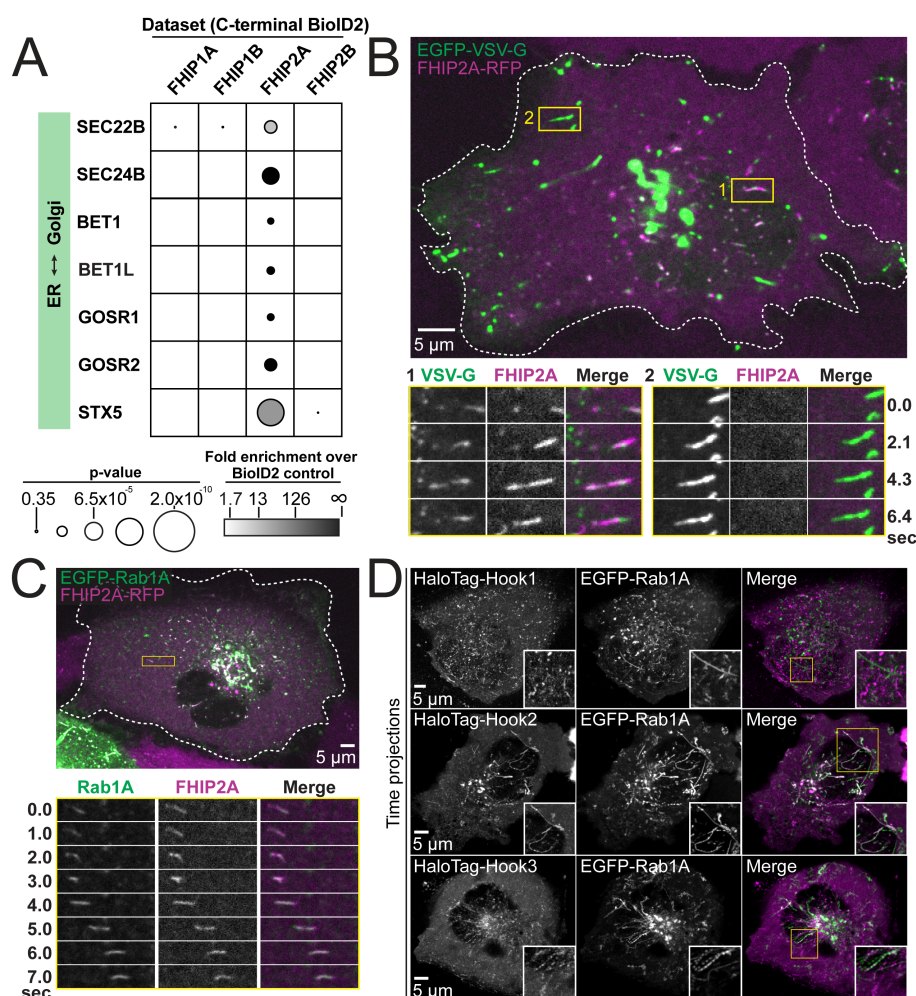 A
Dataset (C-terminal BioID2)
FHIP1A
FHIP1B
FHIP2A
FHIP2B
ER ↔ Golgi
SEC22B
SEC24B
BET1
BET1L
GOSR1
GOSR2
STX5
p-value
0.35 6.5x10⁻⁵ 2.0x10⁻¹⁰
Fold enrichment over
BioID2 control
1.7 13 126 ∞
B
EGFP-VSV-G
FHIP2A-RFP
2
1
5 µm
1 VSV-G FHIP2A Merge 2 VSV-G FHIP2A Merge
0.0
2.1
4.3
6.4
sec
C
EGFP-Rab1A
FHIP2A-RFP
5 µm
Rab1A FHIP2A Merge
0.0
1.0
2.0
3.0
4.0
5.0
6.0
7.0
sec
D
Time projections
HaloTag-Hook1 EGFP-Rab1A Merge
5 µm
HaloTag-Hook2 EGFP-Rab1A Merge
5 µm
HaloTag-Hook3 EGFP-Rab1A Merge
5 µm